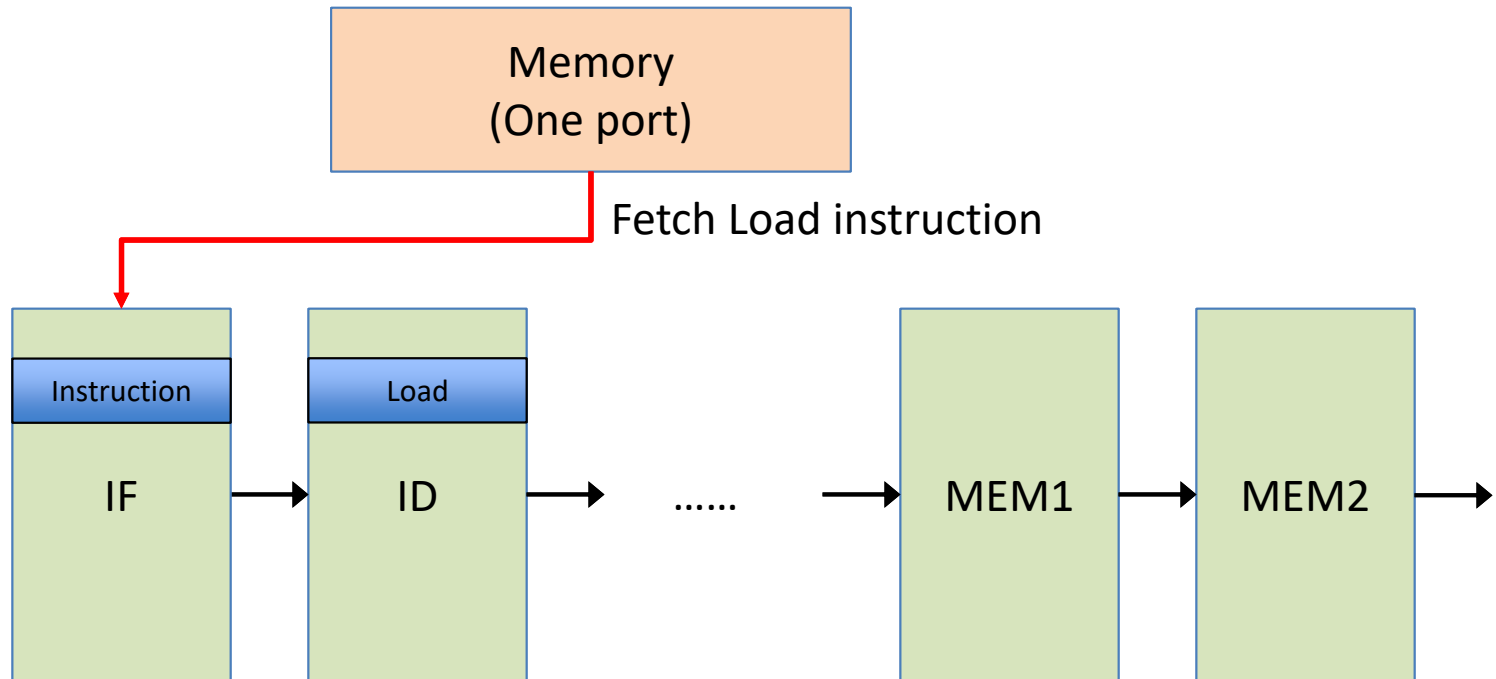 Memory
(One port)
Fetch Load instruction
Instruction
Load
IF
ID
......
MEM1
MEM2